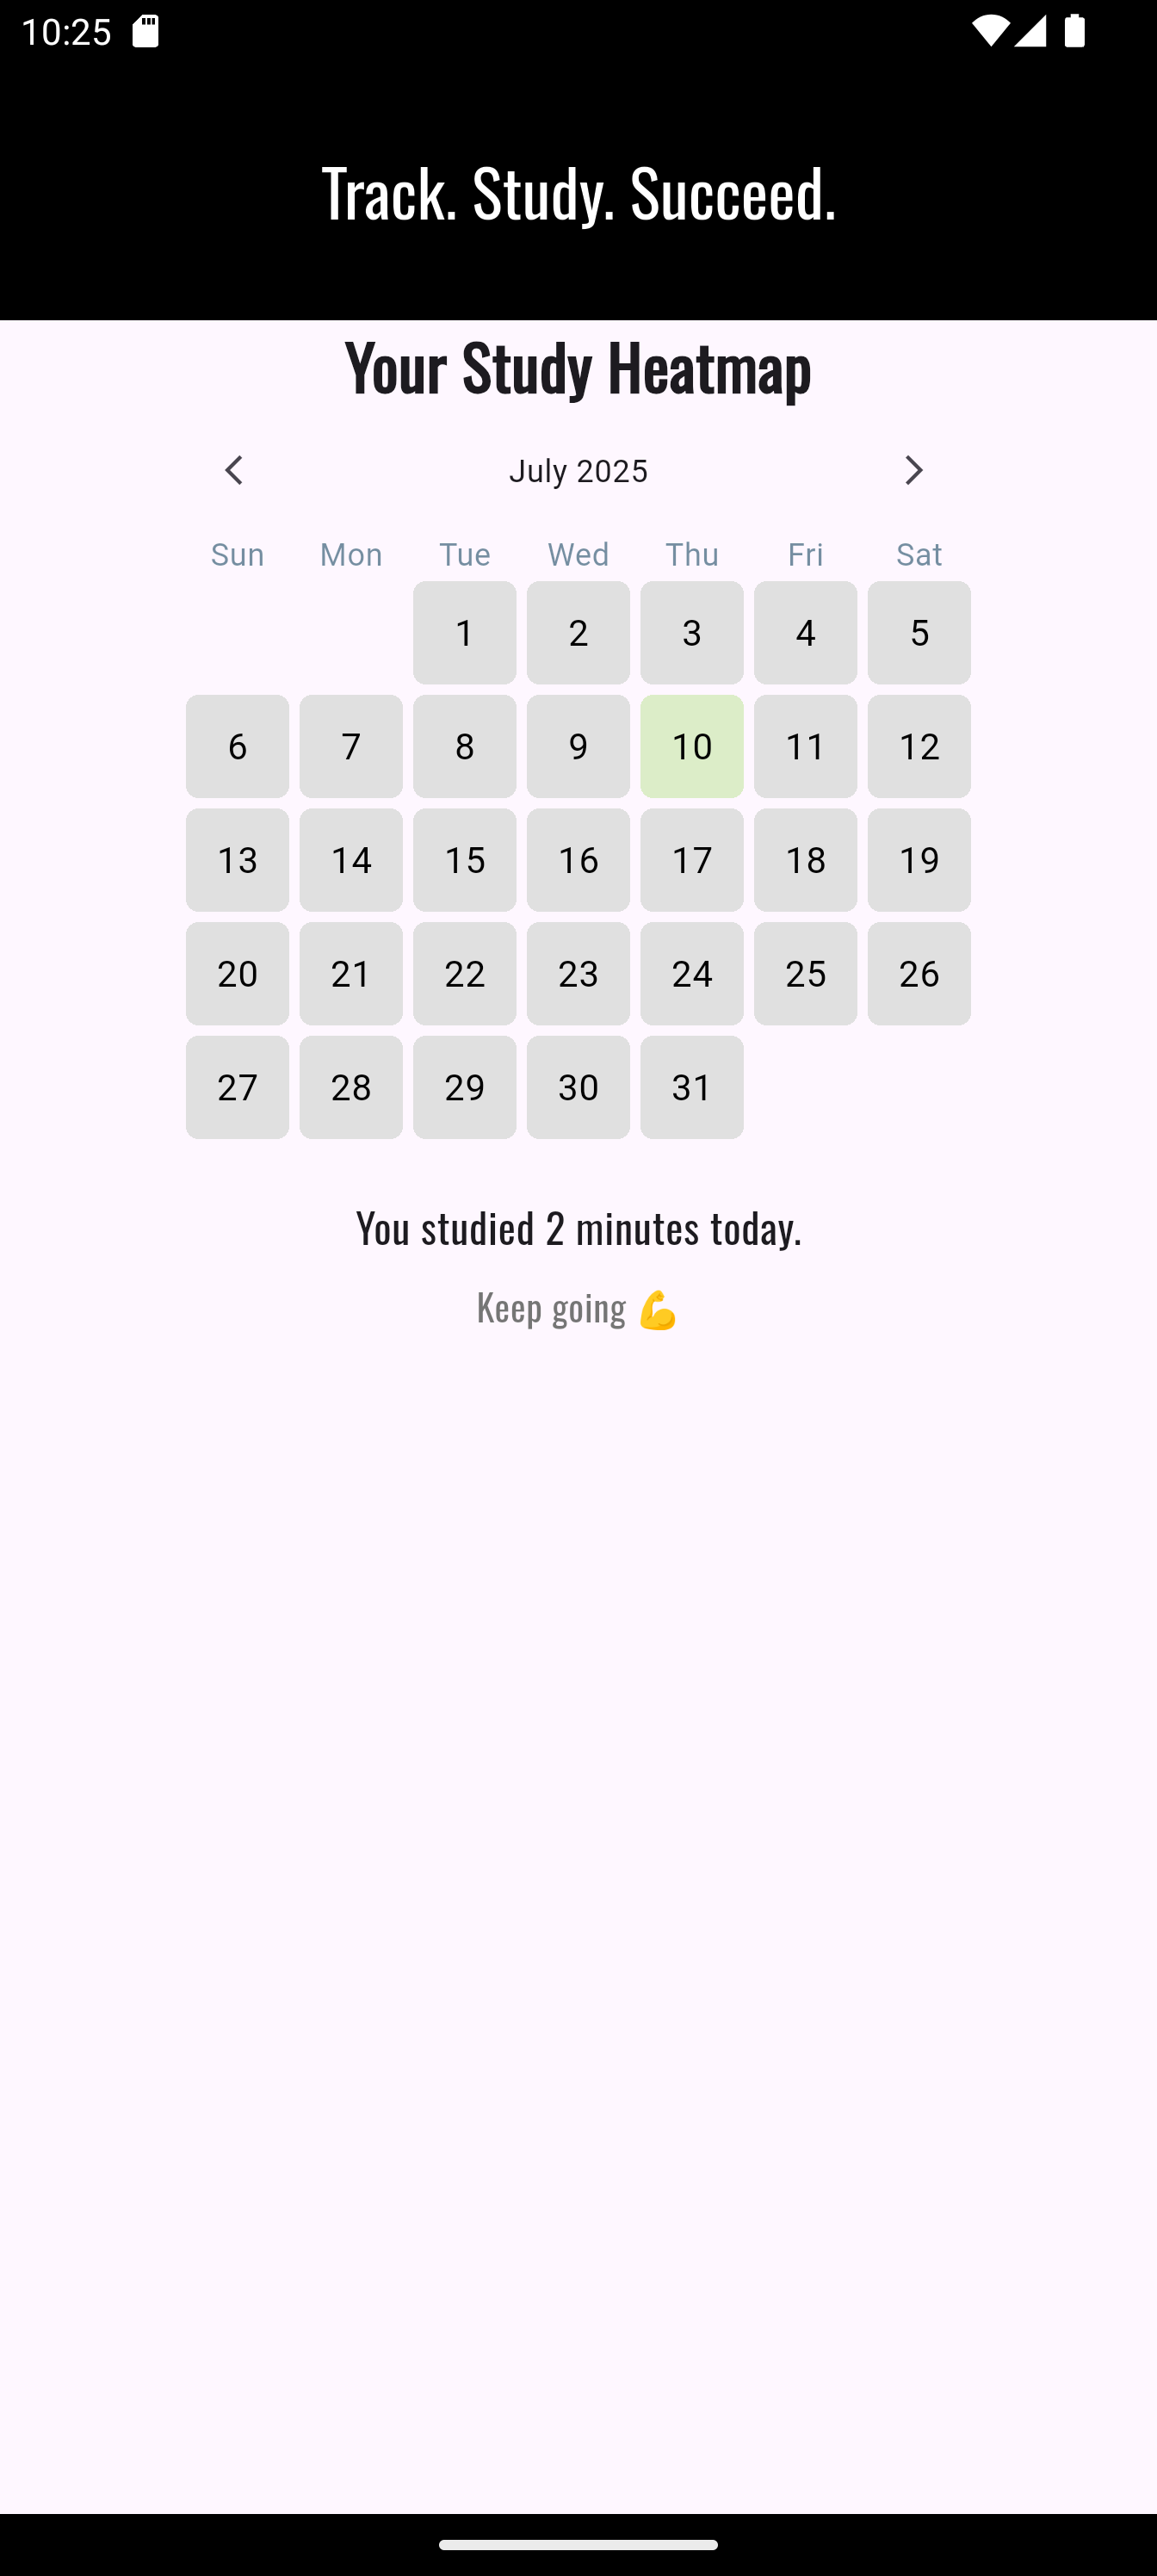 10:25
Track. Study. Succeed.
Your Study Heatmap
July 2025
Sun Mon Tue Wed Thu Fri Sat
1 2 3 4 5
6 7 8 9 10 11 12
13 14 15 16 17 18 19
20 21 22 23 24 25 26
27 28 29 30 31
You studied 2 minutes today.
Keep going 💪